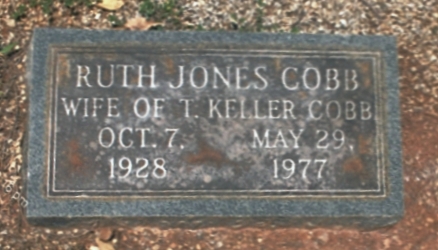 RUTH JONES COBB
WIFE OF T. KELLER COBB
OCT. 7, MAY 29,
1928 1977